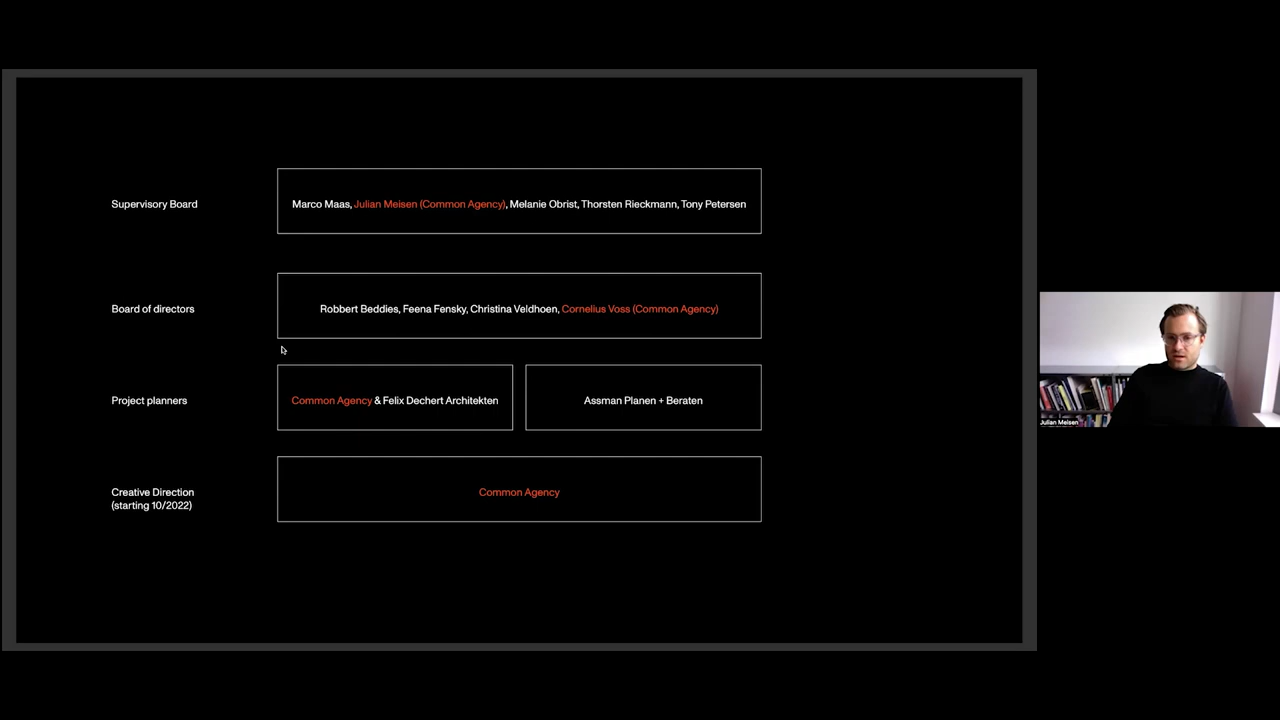 Supervisory Board
Marco Maas, Julian Meisen (Common Agency), Melanie Obrist, Thorsten Rieckmann, Tony Petersen
Board of directors
Robbert Beddies, Feena Fensky, Christina Veldhoen, Cornelius Voss (Common Agency)
Project planners
Common Agency & Felix Dechert Architekten
Assman Planen + Beraten
Creative Direction
(starting 10/2022)
Common Agency
Julian Meisen